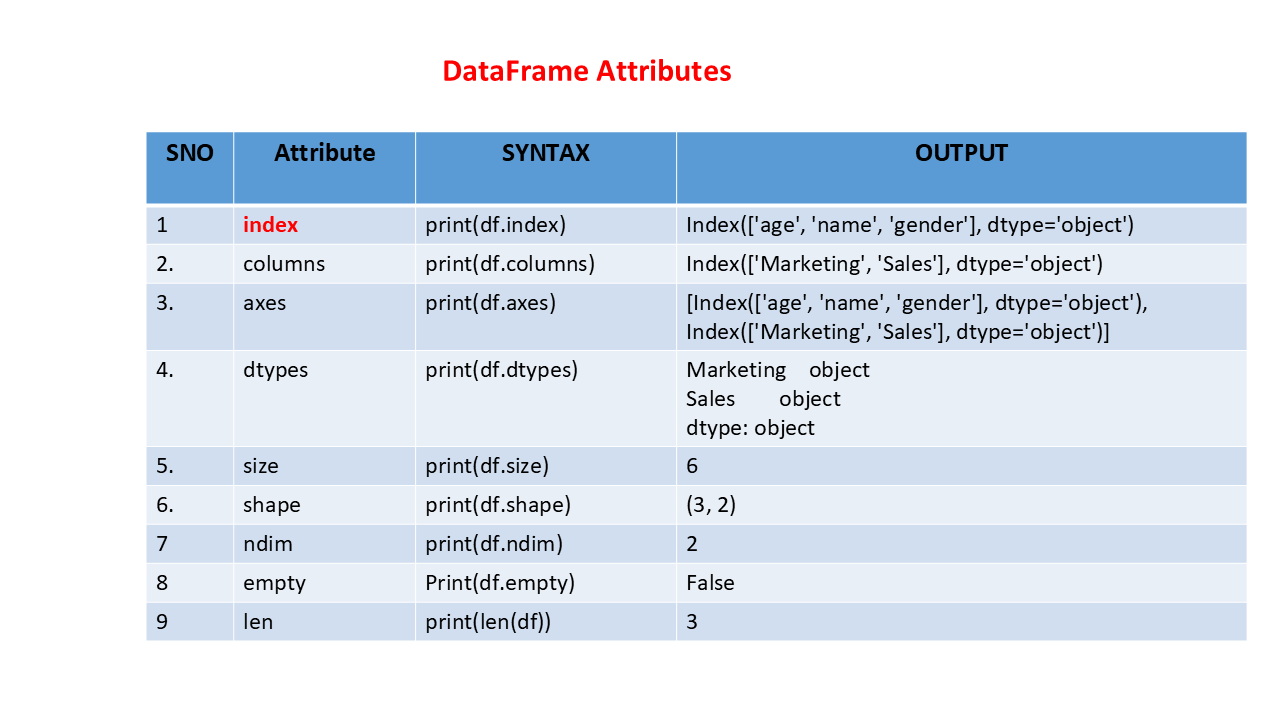 DataFrame Attributes
SNO Attribute SYNTAX OUTPUT
1 index print(df.index) Index(['age', 'name', 'gender'], dtype='object')
2. columns print(df.columns) Index(['Marketing', 'Sales'], dtype='object')
3. axes print(df.axes) [Index(['age', 'name', 'gender'], dtype='object'),
Index(['Marketing', 'Sales'], dtype='object')]
4. dtypes print(df.dtypes) Marketing object
Sales object
dtype: object
5. size print(df.size) 6
6. shape print(df.shape) (3, 2)
7 ndim print(df.ndim) 2
8 empty Print(df.empty) False
9 len print(len(df)) 3